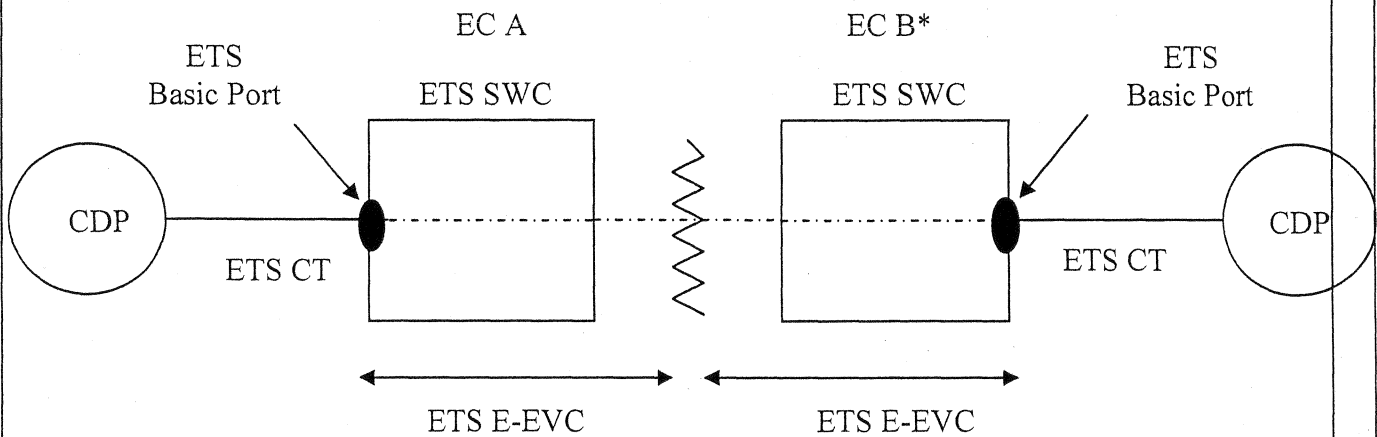 EC A
EC B*
ETS
Basic Port
ETS SWC
ETS SWC
ETS
Basic Port
CDP
CDP
ETS CT
ETS CT
ETS E-EVC
ETS E-EVC